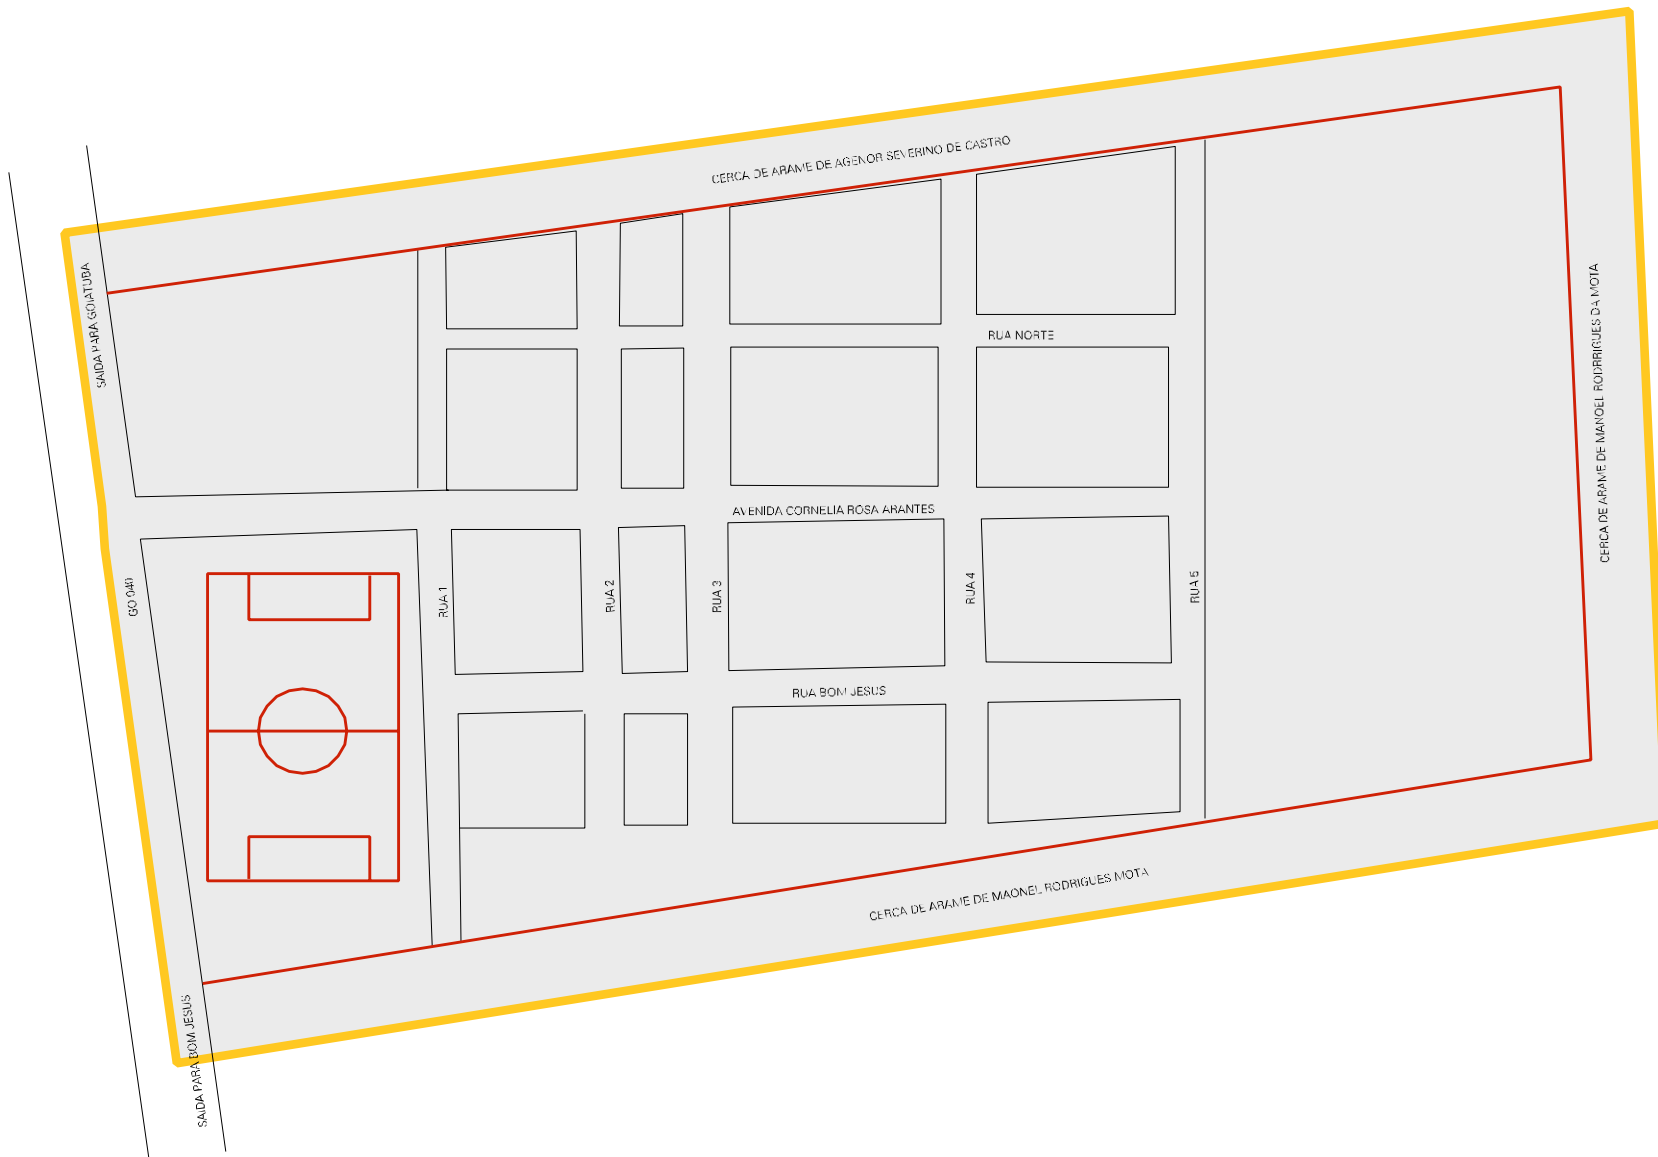 CERCA DE ARAME DE AGENOR SEVERINO DE CASTRO
SAIDA PARA GOIATUBA
RUA NORTE
CERCA DE ARAME DE MANOEL RODRRIGUES DA MOTA
AVENIDA CORNELIA ROSA ARANTES
GO 040
RUA 1
RUA 2
RUA 3
RUA 4
RUA 5
RUA BOM JESUS
CERCA DE ARAME DE MAONEL RODRIGUES MOTA
SAIDA PARA BOM JESUS